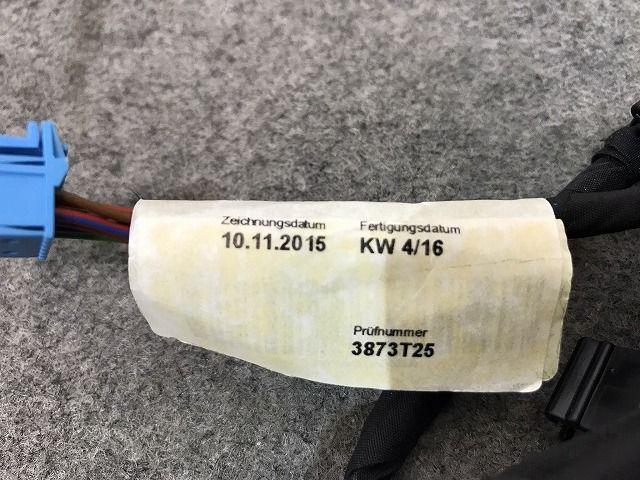 Zeichnungsdatum Fertigungsdatum
10.11.2015 KW 4/16
Prüfnummer
3873T25